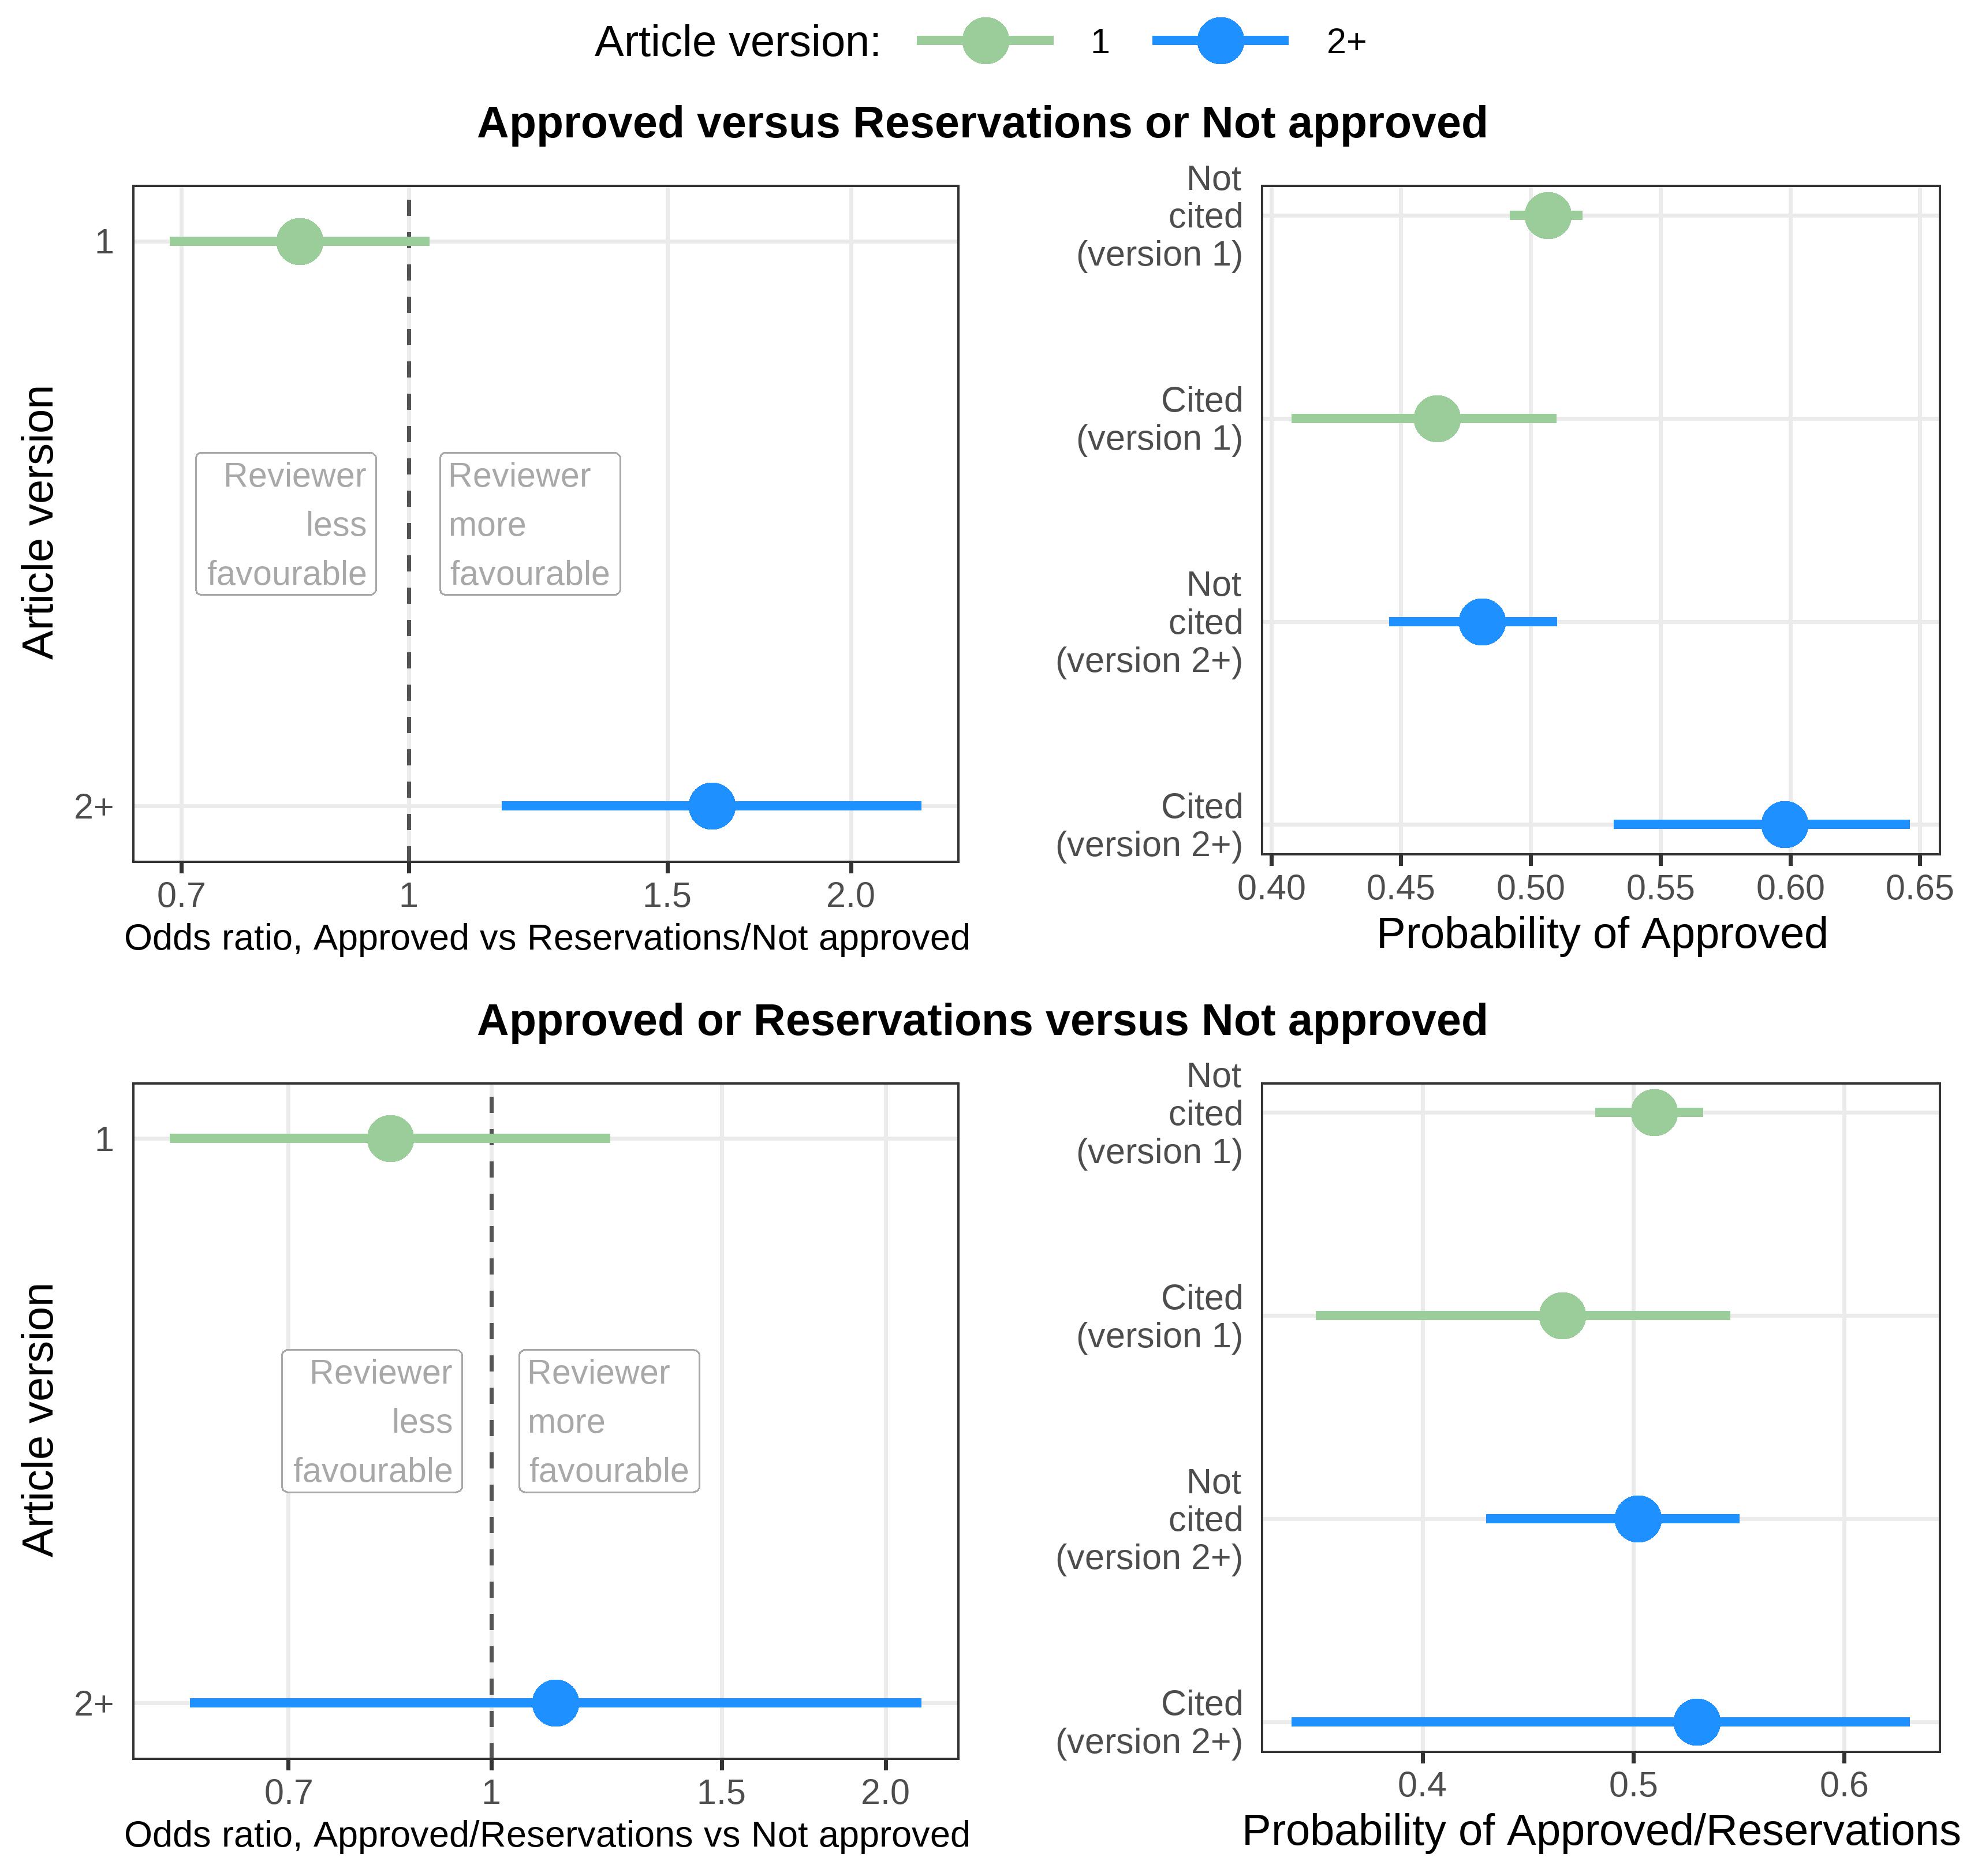 Article version: 1 2+
Approved versus Reservations or Not approved
Article version
1
2+
Reviewer
less
favourable
Reviewer
more
favourable
0.7 1 1.5 2.0
Odds ratio, Approved vs Reservations/Not approved
Not
cited
(version 1)
Cited
(version 1)
Not
cited
(version 2+)
Cited
(version 2+)
0.40 0.45 0.50 0.55 0.60 0.65
Probability of Approved
Approved or Reservations versus Not approved
Article version
1
2+
Reviewer
less
favourable
Reviewer
more
favourable
0.7 1 1.5 2.0
Odds ratio, Approved/Reservations vs Not approved
Not
cited
(version 1)
Cited
(version 1)
Not
cited
(version 2+)
Cited
(version 2+)
0.4 0.5 0.6
Probability of Approved/Reservations